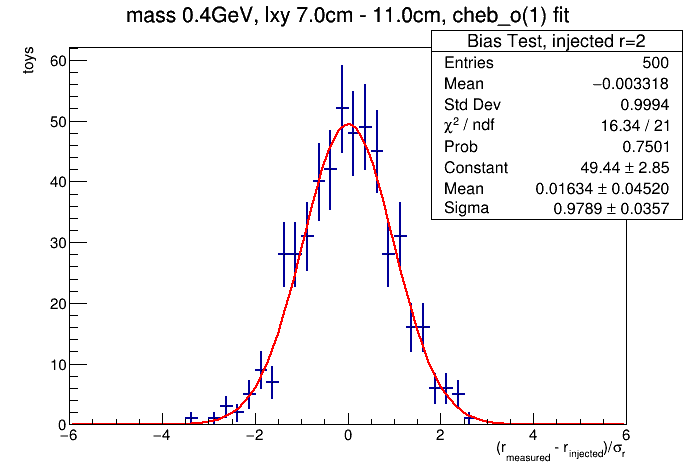 mass 0.4GeV, lxy 7.0cm - 11.0cm, cheb_o(1) fit
Bias Test, injected r=2
Entries 500
Mean −0.003318
Std Dev 0.9994
χ² / ndf 16.34 / 21
Prob 0.7501
Constant 49.44 ± 2.85
Mean 0.01634 ± 0.04520
Sigma 0.9789 ± 0.0357
toys
60
50
40
30
20
10
0
−6 −4 −2 0 2 4 6
(r_measured - r_injected)/σ_r